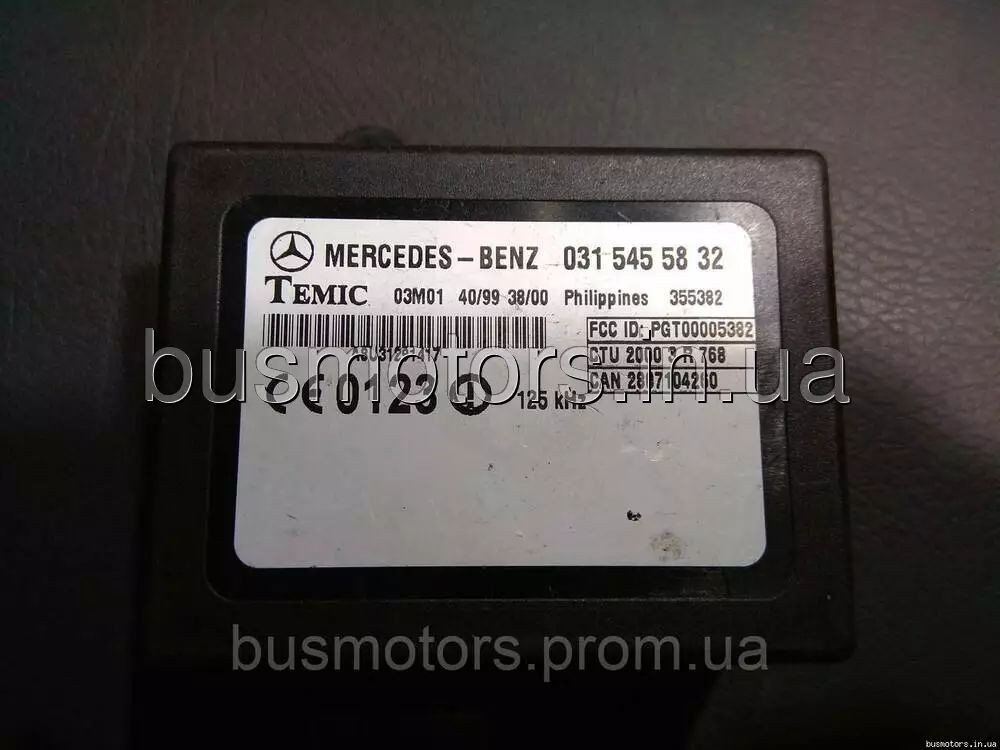 MERCEDES-BENZ 031 545 58 32
TEMIC 03M01 40/99 38/00 Philippines 355382
FCC ID: PGT00005382
CTU 2000 3 R 768
CAN 2887104260
CE 0123 125 kHz
busmotors.in.ua
busmotors.prom.ua
busmotors.in.ua